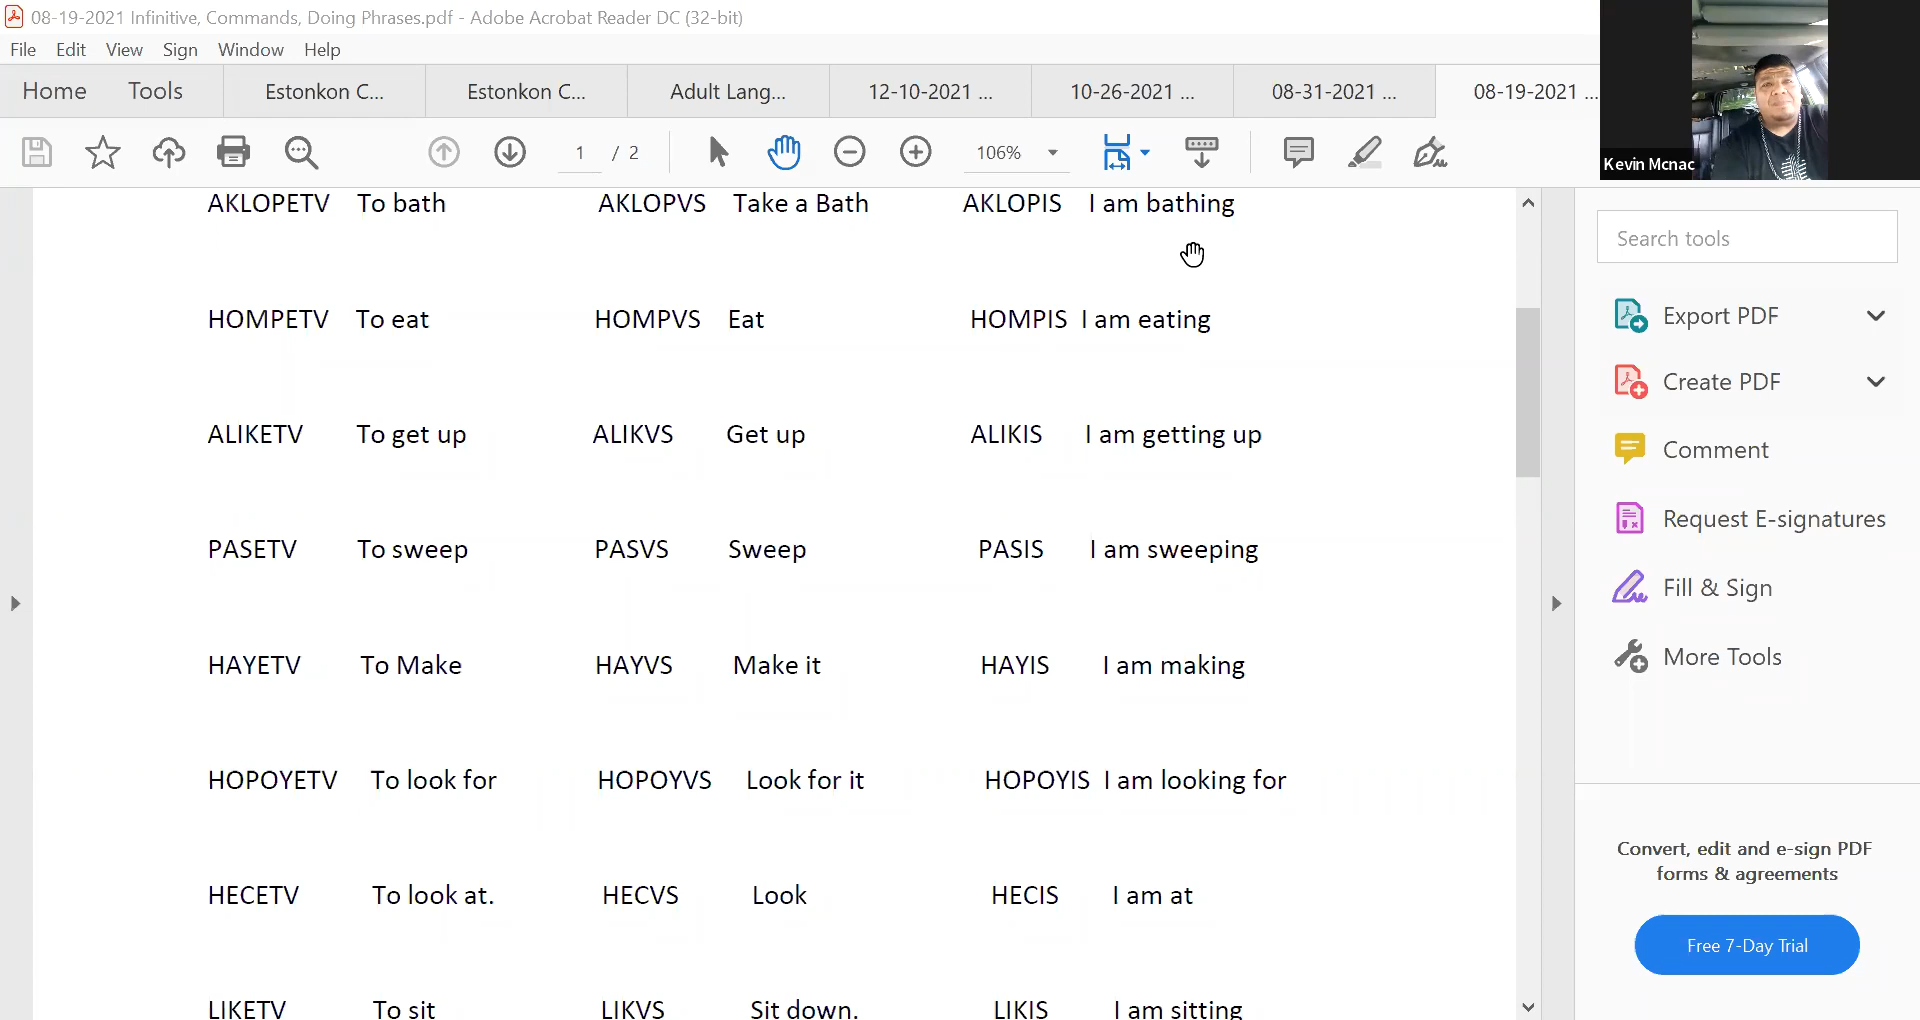 08-19-2021 Infinitive, Commands, Doing Phrases.pdf - Adobe Acrobat Reader DC (32-bit)
File Edit View Sign Window Help
Home Tools Estonkon C... Estonkon C... Adult Lang... 12-10-2021 ... 10-26-2021 ... 08-31-2021 ... 08-19-2021 ...
1 / 2 106%
Kevin Mcnac
AKLOPETV To bath AKLOPVS Take a Bath AKLOPIS I am bathing
HOMPETV To eat HOMPVS Eat HOMPIS I am eating
ALIKETV To get up ALIKVS Get up ALIKIS I am getting up
PASETV To sweep PASVS Sweep PASIS I am sweeping
HAYETV To Make HAYVS Make it HAYIS I am making
HOPOYETV To look for HOPOYVS Look for it HOPOYIS I am looking for
HECETV To look at. HECVS Look HECIS I am at
LIKETV To sit LIKVS Sit down. LIKIS I am sitting
Search tools
Export PDF
Create PDF
Comment
Request E-signatures
Fill & Sign
More Tools
Convert, edit and e-sign PDF
forms & agreements
Free 7-Day Trial